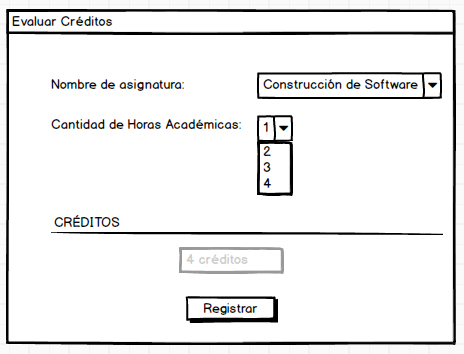 Evaluar Créditos
Nombre de asignatura: Construcción de Software
Cantidad de Horas Académicas: 1
2
3
4
CRÉDITOS
4 créditos
Registrar